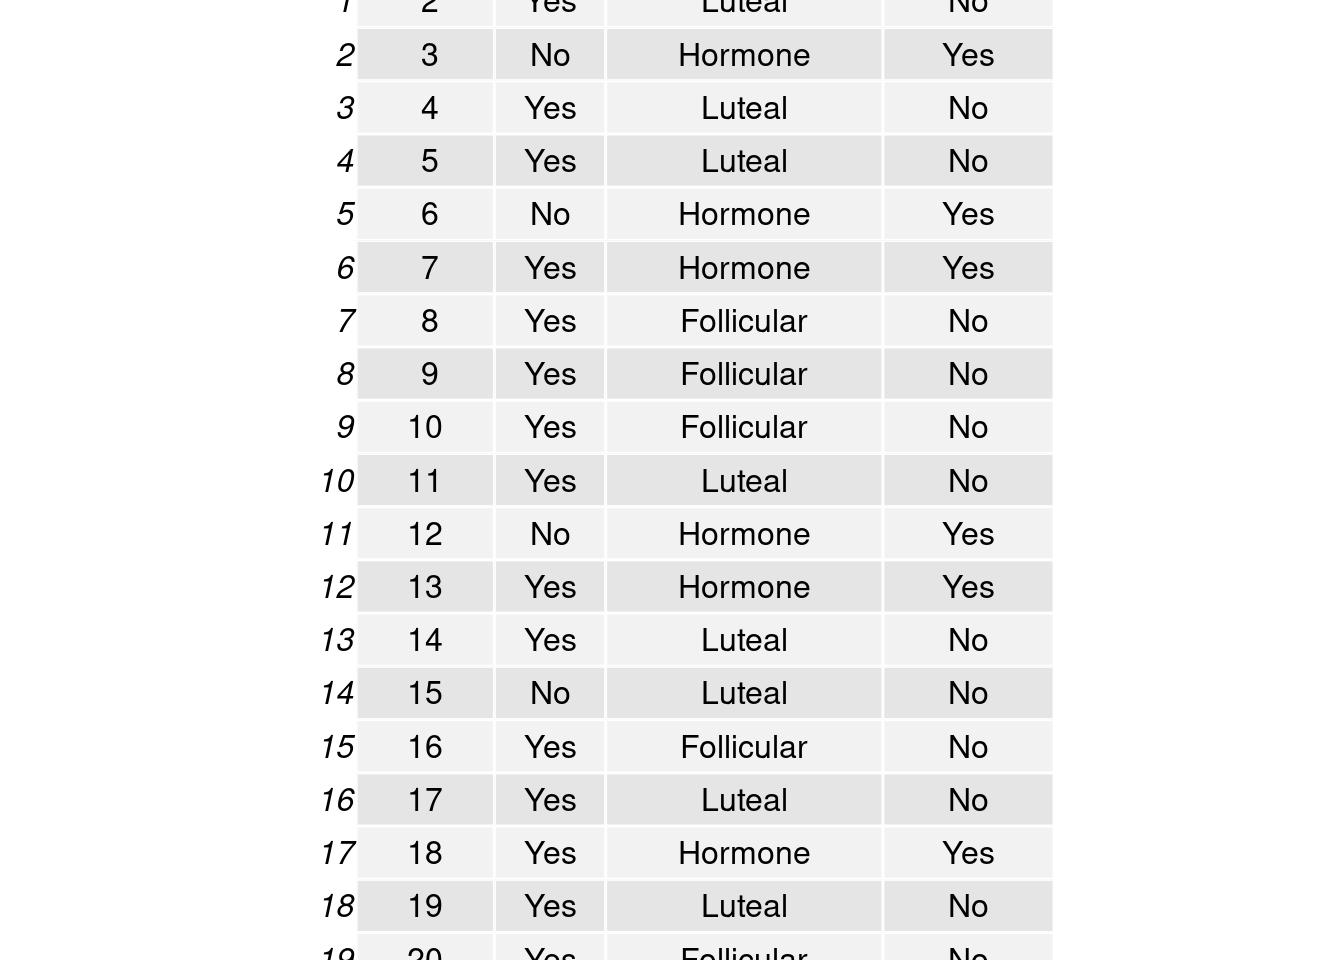 1 2 Yes Luteal No
2 3 No Hormone Yes
3 4 Yes Luteal No
4 5 Yes Luteal No
5 6 No Hormone Yes
6 7 Yes Hormone Yes
7 8 Yes Follicular No
8 9 Yes Follicular No
9 10 Yes Follicular No
10 11 Yes Luteal No
11 12 No Hormone Yes
12 13 Yes Hormone Yes
13 14 Yes Luteal No
14 15 No Luteal No
15 16 Yes Follicular No
16 17 Yes Luteal No
17 18 Yes Hormone Yes
18 19 Yes Luteal No
19 20 Yes Follicular No